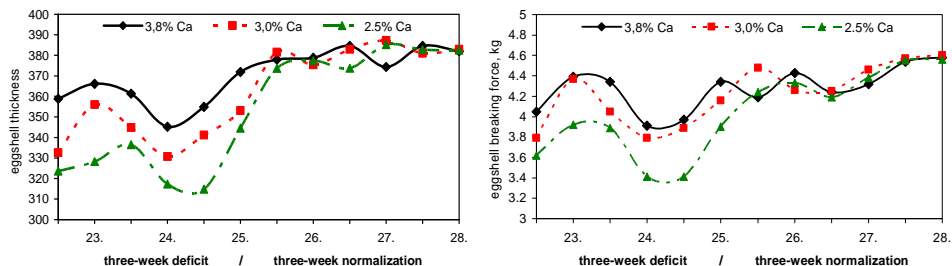 3,8% Ca 3,0% Ca 2.5% Ca
eggshell thickness
400
390
380
370
360
350
340
330
320
310
300
23. 24. 25. 26. 27. 28.
three-week deficit / three-week normalization
3,8% Ca 3,0% Ca 2.5% Ca
eggshell breaking force, kg
5
4.8
4.6
4.4
4.2
4
3.8
3.6
3.4
3.2
3
23. 24. 25. 26. 27. 28.
three-week deficit / three-week normalization